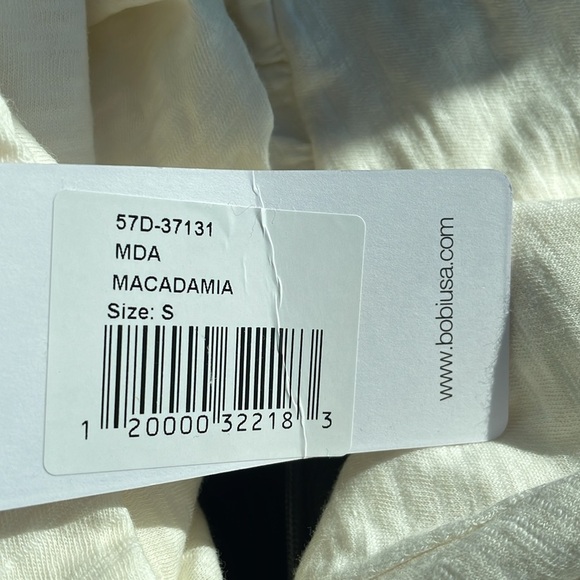 57D-37131
MDA
MACADAMIA
Size: S
1 20000 32218 3
www.bobiusa.com